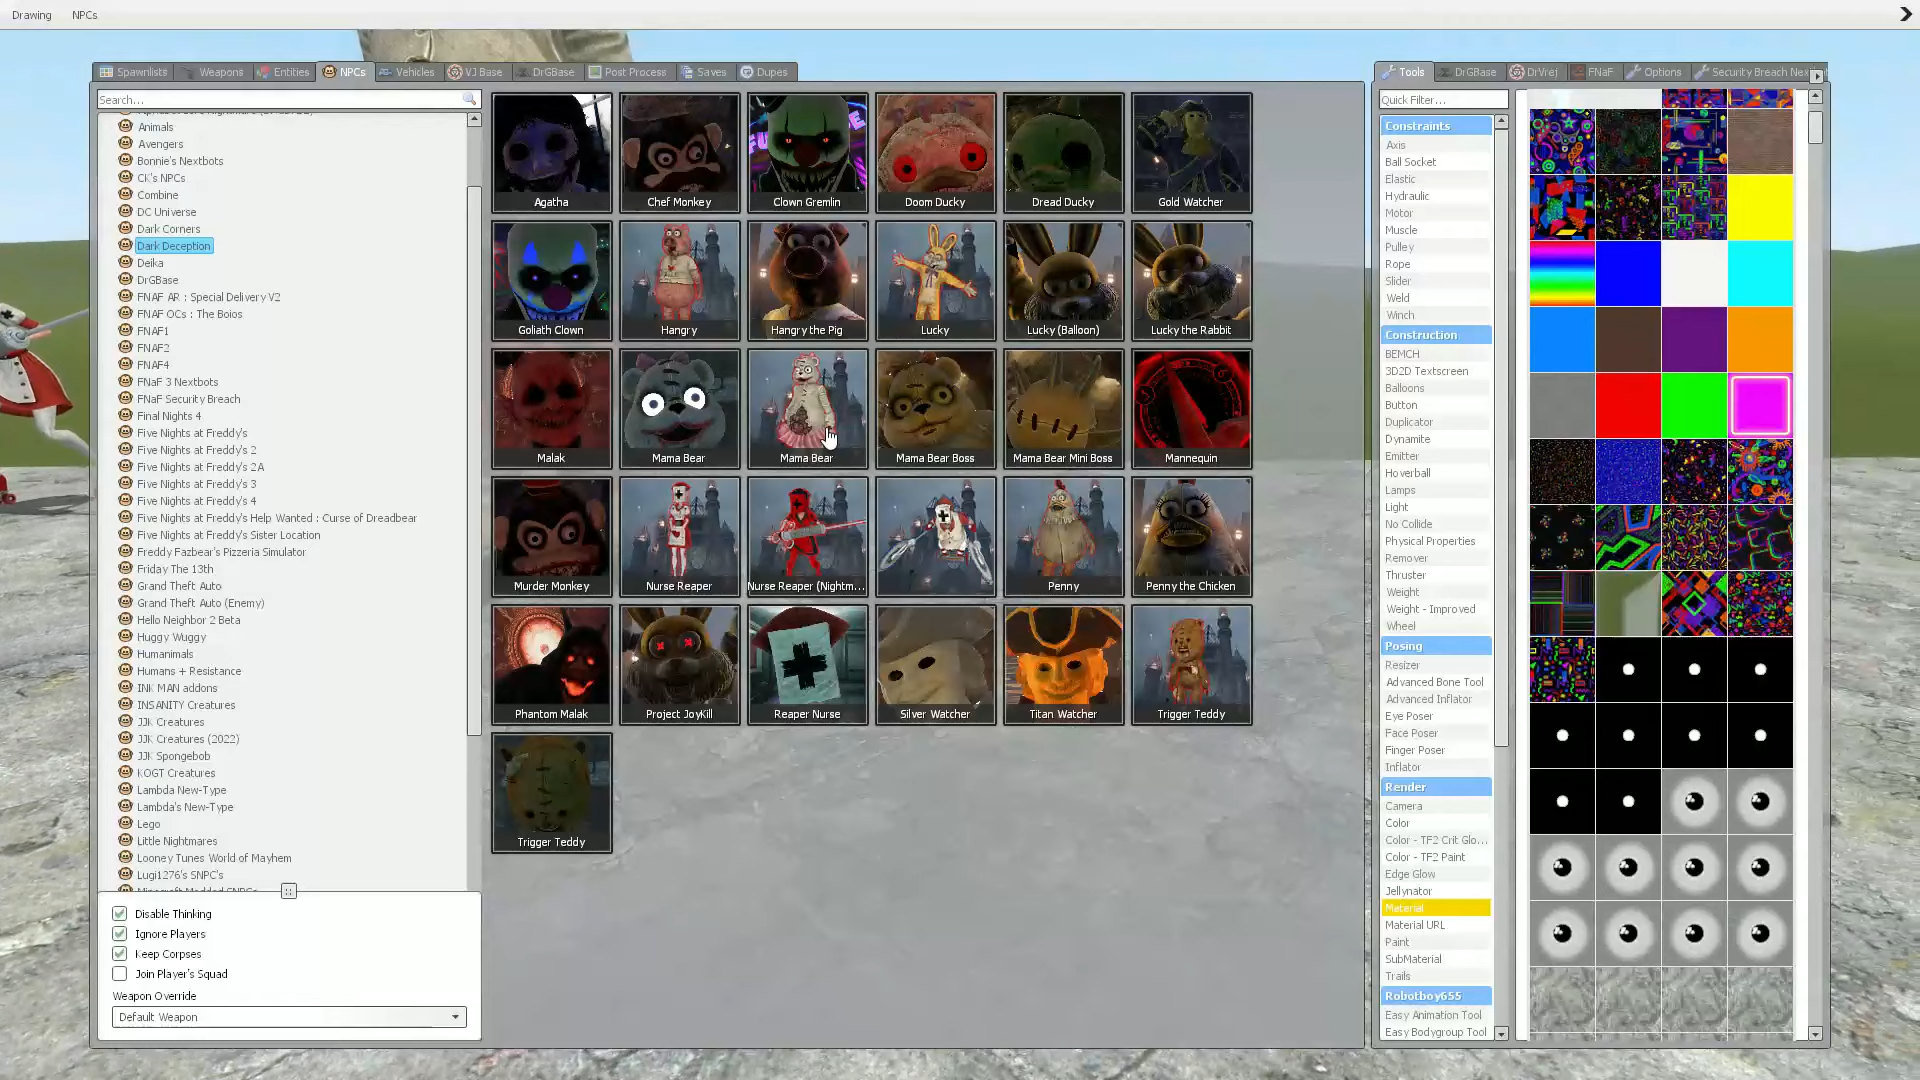 Drawing NPCs
Spawnlists Weapons Entities NPCs Vehicles VJ Base DrGBase Post Process Saves Dupes
Search...
Animals
Avengers
Bonnie's Nextbots
CK's NPCs
Combine
DC Universe
Dark Corners
Dark Deception
Deika
DrGBase
FNAF AR : Special Delivery V2
FNAF OCs : The Boios
FNAF1
FNAF2
FNAF4
FNaF 3 Nextbots
FNaF Security Breach
Final Nights 4
Five Nights at Freddy's
Five Nights at Freddy's 2
Five Nights at Freddy's 2A
Five Nights at Freddy's 3
Five Nights at Freddy's 4
Five Nights at Freddy's Help Wanted : Curse of Dreadbear
Five Nights at Freddy's Sister Location
Freddy Fazbear's Pizzeria Simulator
Friday The 13th
Grand Theft Auto
Grand Theft Auto (Enemy)
Hello Neighbor 2 Beta
Huggy Wuggy
Humanimals
Humans + Resistance
INK MAN addons
INSANITY Creatures
JJK Creatures
JJK Creatures (2022)
JJK Spongebob
KOGT Creatures
Lambda New-Type
Lambda's New-Type
Lego
Little Nightmares
Looney Tunes World of Mayhem
Lugi1276's SNPC's
Disable Thinking
Ignore Players
Keep Corpses
Join Player's Squad
Weapon Override
Default Weapon
Agatha Chef Monkey Clown Gremlin Doom Ducky Dread Ducky Gold Watcher
Goliath Clown Hangry Hangry the Pig Lucky Lucky (Balloon) Lucky the Rabbit
Malak Mama Bear Mama Bear Mama Bear Boss Mama Bear Mini Boss Mannequin
Murder Monkey Nurse Reaper Nurse Reaper (Nightm... Penny Penny the Chicken
Phantom Malak Project JoyKill Reaper Nurse Silver Watcher Titan Watcher Trigger Teddy
Trigger Teddy
Tools DrGBase DrVrej FNaF Options Security Breach Nex
Quick Filter...
Constraints
Axis
Ball Socket
Elastic
Hydraulic
Motor
Muscle
Pulley
Rope
Slider
Weld
Winch
Construction
BEMCH
3D2D Textscreen
Balloons
Button
Duplicator
Dynamite
Emitter
Hoverball
Lamps
Light
No Collide
Physical Properties
Remover
Thruster
Weight
Weight - Improved
Wheel
Posing
Resizer
Advanced Bone Tool
Advanced Inflator
Eye Poser
Face Poser
Finger Poser
Inflator
Render
Camera
Color
Color - TF2 Crit Glo...
Color - TF2 Paint
Edge Glow
Jellynator
Material
Material URL
Paint
SubMaterial
Trails
Robotboy655
Easy Animation Tool
Easy Bodygroup Tool